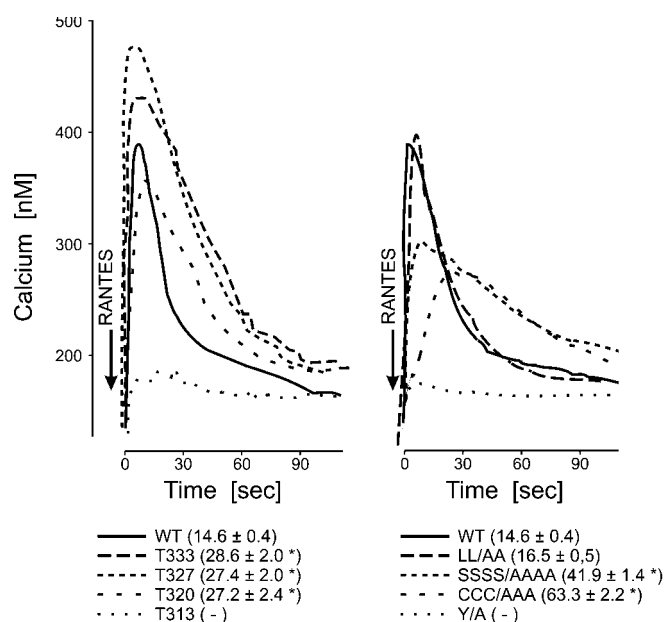 500
400
300
200
Calcium [nM]
RANTES
0 30 60 90
Time [sec]
WT (14.6 ± 0.4)
T333 (28.6 ± 2.0 *)
T327 (27.4 ± 2.0 *)
T320 (27.2 ± 2.4 *)
T313 ( - )
RANTES
0 30 60 90
Time [sec]
WT (14.6 ± 0.4)
LL/AA (16.5 ± 0,5)
SSSS/AAAA (41.9 ± 1.4 *)
CCC/AAA (63.3 ± 2.2 *)
Y/A ( - )